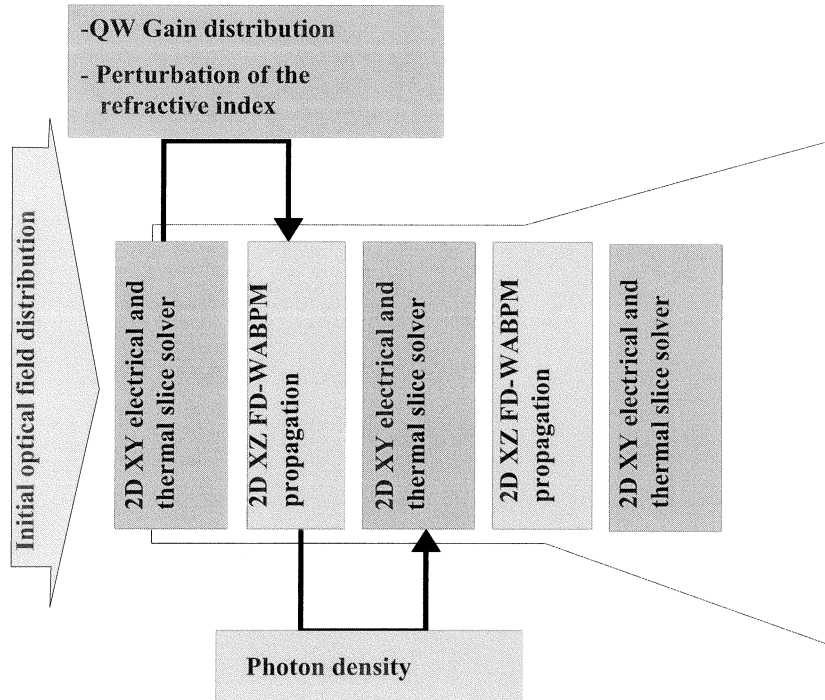 -QW Gain distribution
- Perturbation of the
refractive index
Initial optical field distribution
2D XY electrical and
thermal slice solver
2D XZ FD-WABPM
propagation
2D XY electrical and
thermal slice solver
2D XZ FD-WABPM
propagation
2D XY electrical and
thermal slice solver
Photon density